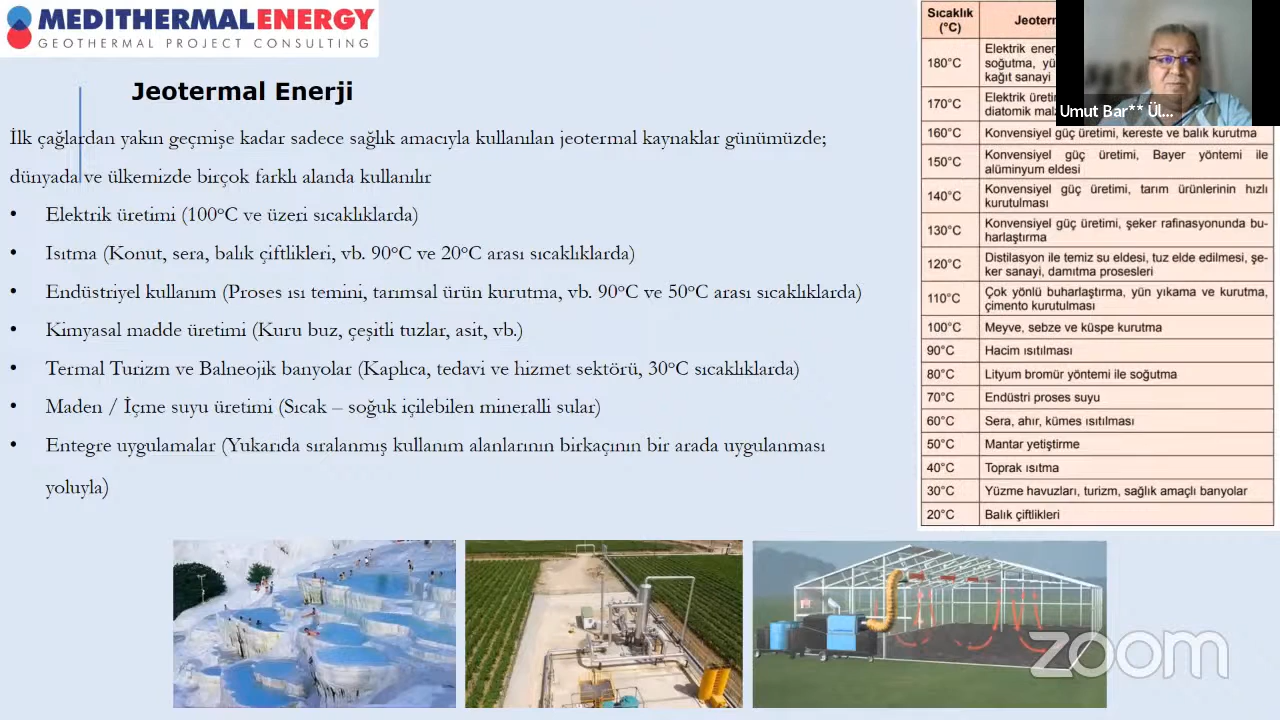 MEDITHERMALENERGY
GEOTHERMAL PROJECT CONSULTING
Jeotermal Enerji
İlk çağlardan yakın geçmişe kadar sadece sağlık amacıyla kullanılan jeotermal kaynaklar günümüzde;
dünyada ve ülkemizde birçok farklı alanda kullanılır
• Elektrik üretimi (100°C ve üzeri sıcaklıklarda)
• Isıtma (Konut, sera, balık çiftlikleri, vb. 90°C ve 20°C arası sıcaklıklarda)
• Endüstriyel kullanım (Proses ısı temini, tarımsal ürün kurutma, vb. 90°C ve 50°C arası sıcaklıklarda)
• Kimyasal madde üretimi (Kuru buz, çeşitli tuzlar, asit, vb.)
• Termal Turizm ve Balneojik banyolar (Kaplıca, tedavi ve hizmet sektörü, 30°C sıcaklıklarda)
• Maden / İçme suyu üretimi (Sıcak – soğuk içilebilen mineralli sular)
• Entegre uygulamalar (Yukarıda sıralanmış kullanım alanlarının birkaçının bir arada uygulanması
yoluyla)
Sıcaklık
(°C)
180°C Elektrik
soğutma,
kağıt sanayi
170°C Elektrik
diatomik
160°C Konvensiyel güç üretimi, kereste ve balık kurutma
150°C Konvensiyel güç üretimi, Bayer yöntemi ile
alüminyum eldesi
140°C Konvensiyel güç üretimi, tarım ürünlerinin hızlı
kurutulması
130°C Konvensiyel güç üretimi, şeker rafinasyonunda bu-
harlaştırma
120°C Distilasyon ile temiz su eldesi, tuz elde edilmesi, şe-
ker sanayi, damıtma prosesleri
110°C Çok yönlü buharlaştırma, yün yıkama ve kurutma,
çimento kurutulması
100°C Meyve, sebze ve küspe kurutma
90°C Hacim ısıtılması
80°C Lityum bromür yöntemi ile soğutma
70°C Endüstri proses suyu
60°C Sera, ahır, kümes ısıtılması
50°C Mantar yetiştirme
40°C Toprak ısıtma
30°C Yüzme havuzları, turizm, sağlık amaçlı banyolar
20°C Balık çiftlikleri
Umut Bar** Ül...
zoom